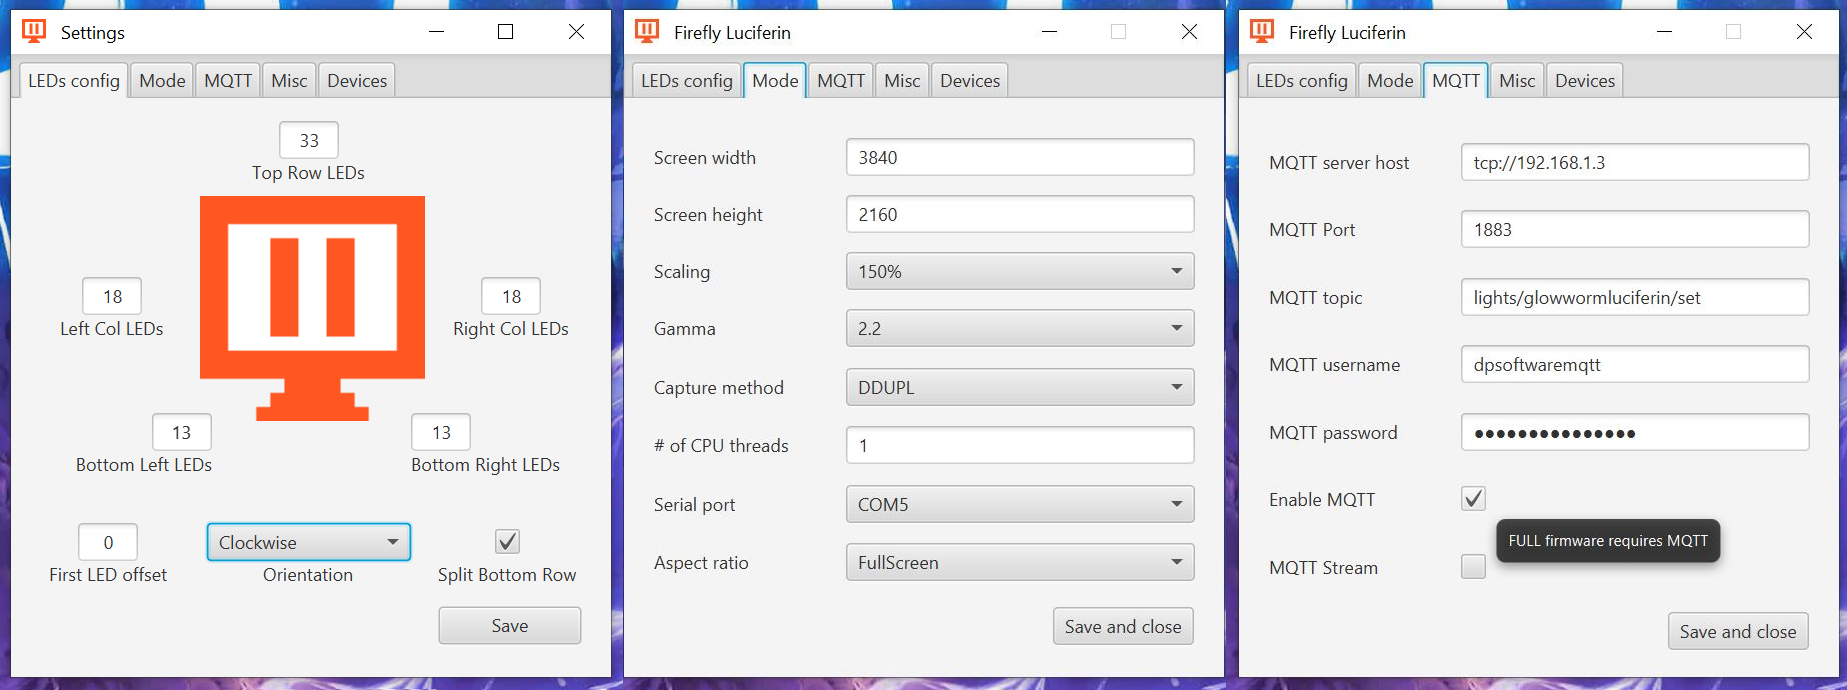 Settings
LEDs config Mode MQTT Misc Devices
33
Top Row LEDs
18
Left Col LEDs
18
Right Col LEDs
13
Bottom Left LEDs
13
Bottom Right LEDs
0
First LED offset
Clockwise
Orientation
Split Bottom Row
Save
Firefly Luciferin
LEDs config Mode MQTT Misc Devices
Screen width 3840
Screen height 2160
Scaling 150%
Gamma 2.2
Capture method DDUPL
# of CPU threads 1
Serial port COM5
Aspect ratio FullScreen
Save and close
Firefly Luciferin
LEDs config Mode MQTT Misc Devices
MQTT server host tcp://192.168.1.3
MQTT Port 1883
MQTT topic lights/glowwormluciferin/set
MQTT username dpsoftwaremqtt
MQTT password ●●●●●●●●●●●●●●●
Enable MQTT
FULL firmware requires MQTT
MQTT Stream
Save and close